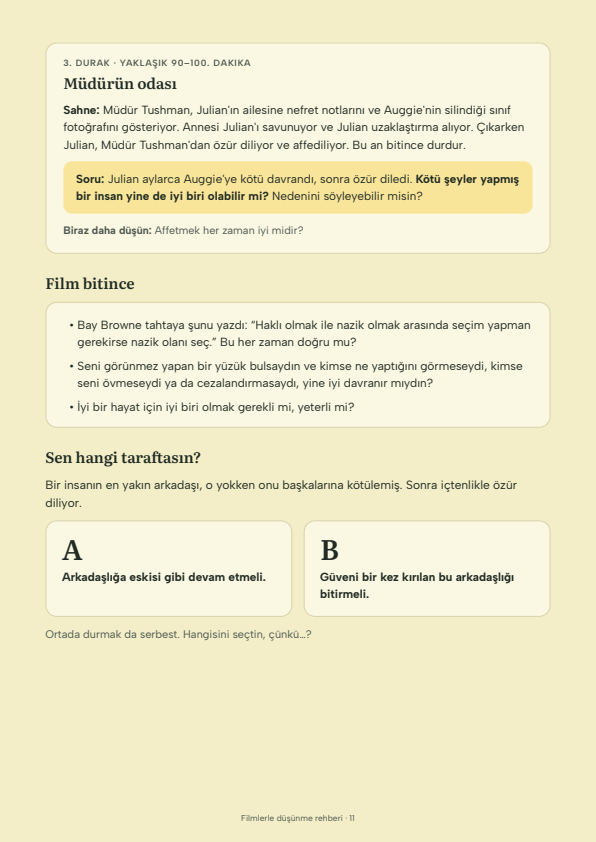 3. DURAK · YAKLAŞIK 90–100. DAKIKA
Müdürün odası
Sahne: Müdür Tushman, Julian'ın ailesine nefret notlarını ve Auggie'nin silindiği sınıf
fotoğrafını gösteriyor. Annesi Julian'ı savunuyor ve Julian uzaklaştırma alıyor. Çıkarken
Julian, Müdür Tushman'dan özür diliyor ve affediliyor. Bu an bitince durdur.
Soru: Julian aylarca Auggie'ye kötü davrandı, sonra özür diledi. Kötü şeyler yapmış
bir insan yine de iyi biri olabilir mi? Nedenini söyleyebilir misin?
Biraz daha düşün: Affetmek her zaman iyi midir?
Film bitince
• Bay Browne tahtaya şunu yazdı: “Haklı olmak ile nazik olmak arasında seçim yapman
gerekirse nazik olanı seç.” Bu her zaman doğru mu?
• Seni görünmez yapan bir yüzük bulsaydın ve kimse ne yaptığını görmeseydi, kimse
seni övmeseydi ya da cezalandırmasaydı, yine iyi davranır mıydın?
• İyi bir hayat için iyi biri olmak gerekli mi, yeterli mi?
Sen hangi taraftasın?
Bir insanın en yakın arkadaşı, o yokken onu başkalarına kötülemiş. Sonra içtenlikle özür
diliyor.
A
Arkadaşlığa eskisi gibi devam etmeli.
B
Güveni bir kez kırılan bu arkadaşlığı
bitirmeli.
Ortada durmak da serbest. Hangisini seçtin, çünkü…?
Filmlerle düşünme rehberi · 11